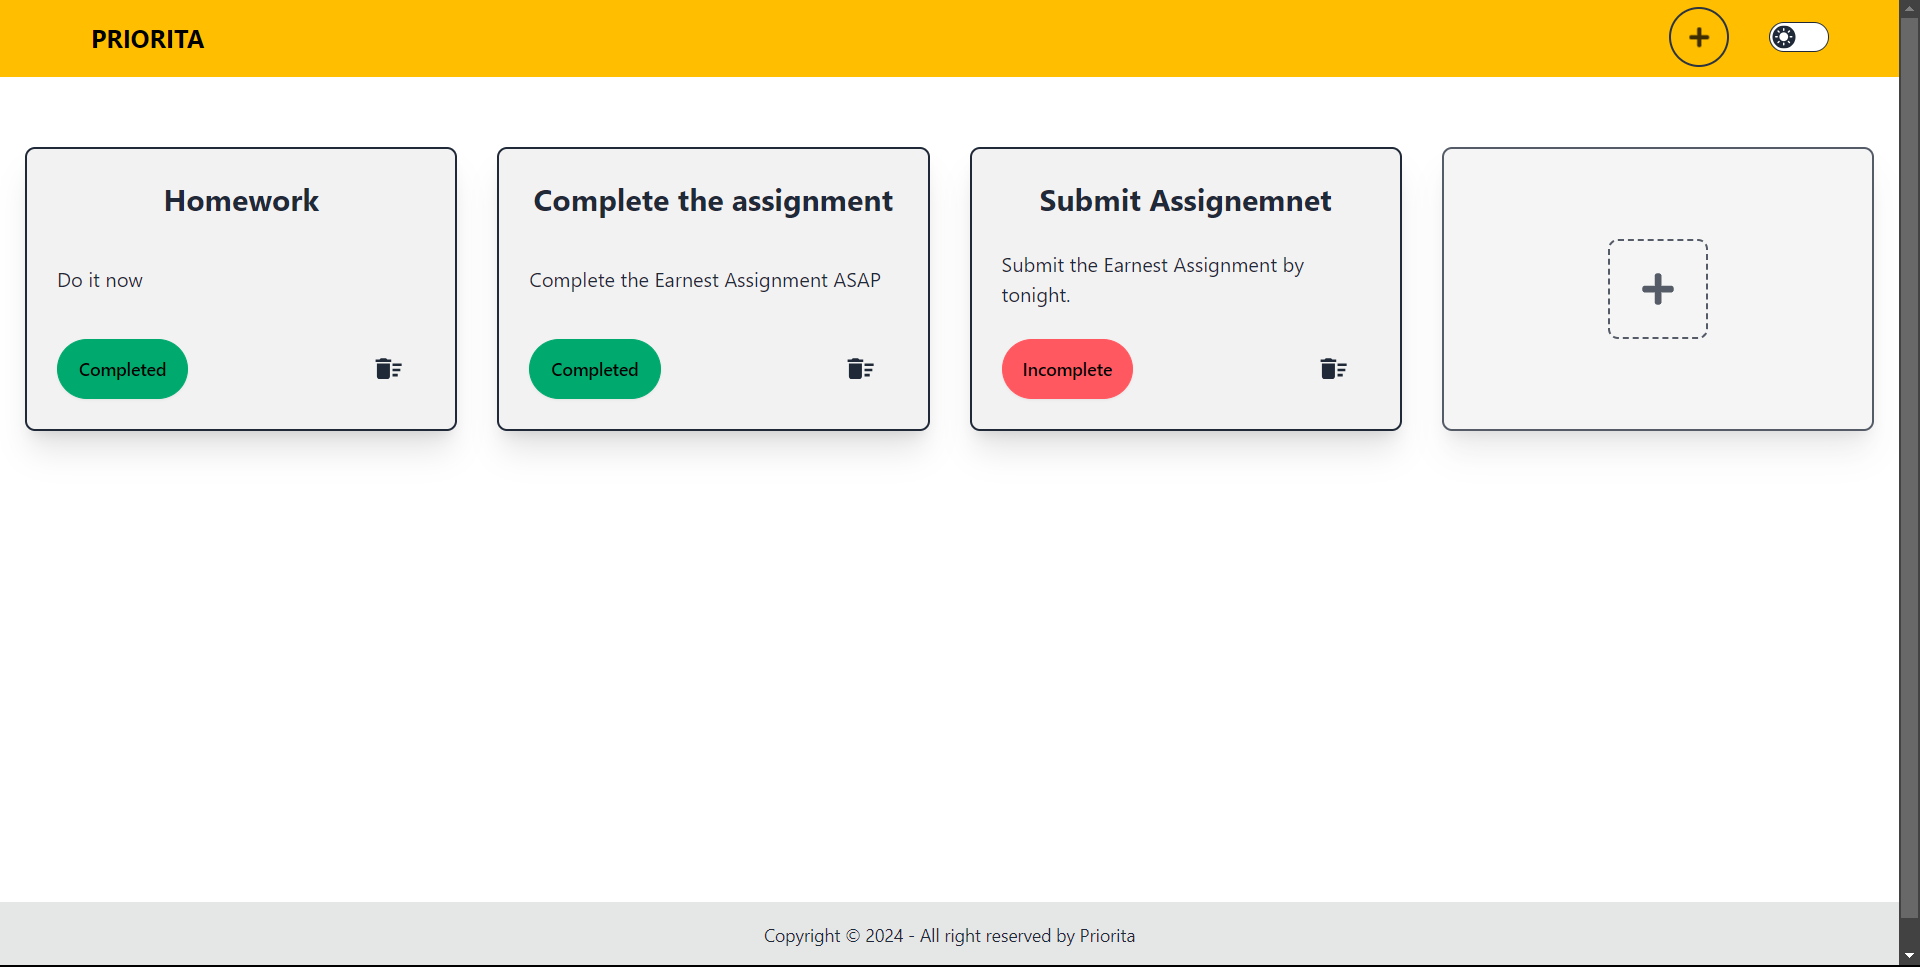 PRIORITA
Homework
Do it now
Completed
Complete the assignment
Complete the Earnest Assignment ASAP
Completed
Submit Assignemnet
Submit the Earnest Assignment by
tonight.
Incomplete
Copyright © 2024 - All right reserved by Priorita